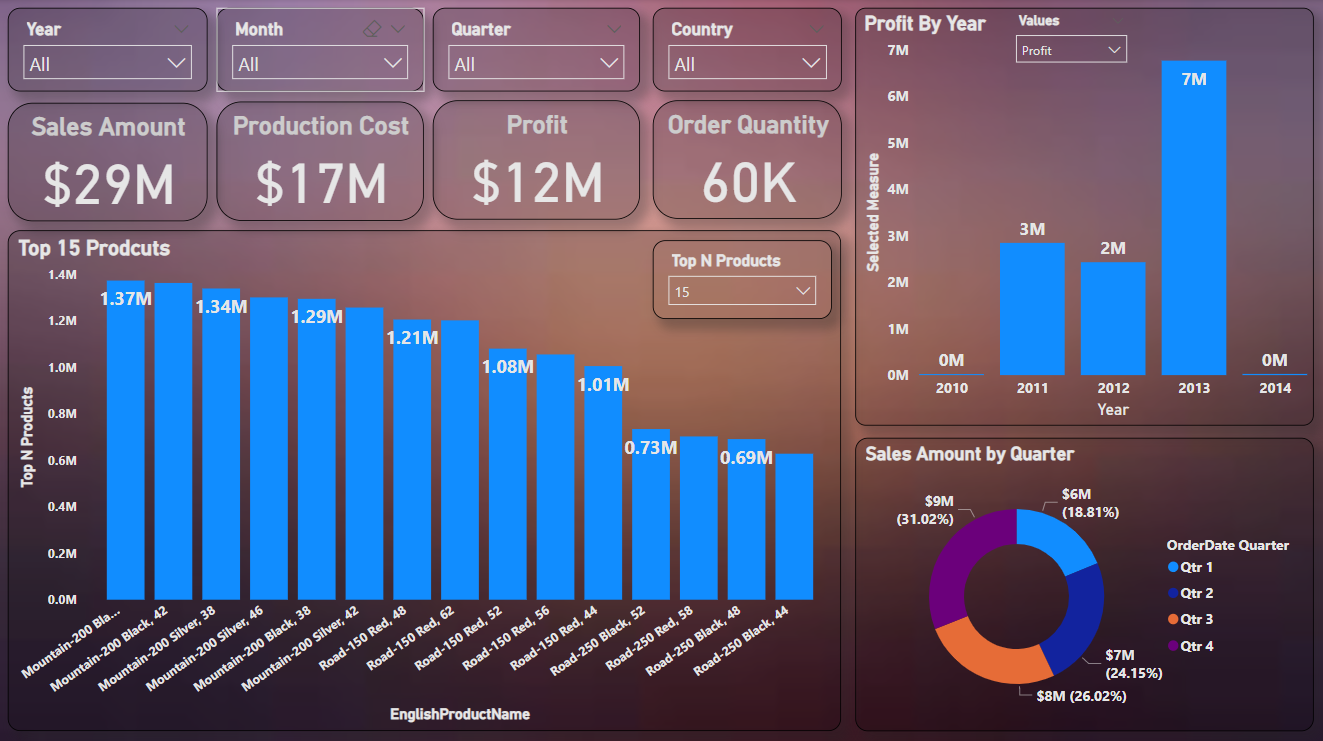 Year
All
Month
All
Quarter
All
Country
All
Sales Amount
$29M
Production Cost
$17M
Profit
$12M
Order Quantity
60K
Top 15 Prodcuts
Top N Products
15
1.4M
1.2M
1.0M
0.8M
0.6M
0.4M
0.2M
0.0M
Top N Products
1.37M
1.34M
1.29M
1.21M
1.08M
1.01M
0.73M
0.69M
Mountain-200 Bla...
Mountain-200 Black, 42
Mountain-200 Silver, 38
Mountain-200 Silver, 46
Mountain-200 Black, 38
Mountain-200 Silver, 42
Road-150 Red, 48
Road-150 Red, 62
Road-150 Red, 52
Road-150 Red, 56
Road-150 Red, 44
Road-250 Black, 52
Road-250 Red, 58
Road-250 Black, 48
Road-250 Black, 44
EnglishProductName
Profit By Year
Values
Profit
7M
6M
5M
4M
3M
2M
1M
0M
Selected Measure
0M
3M
2M
7M
0M
2010
2011
2012
2013
2014
Year
Sales Amount by Quarter
$9M
(31.02%)
$6M
(18.81%)
$7M
(24.15%)
$8M (26.02%)
OrderDate Quarter
Qtr 1
Qtr 2
Qtr 3
Qtr 4